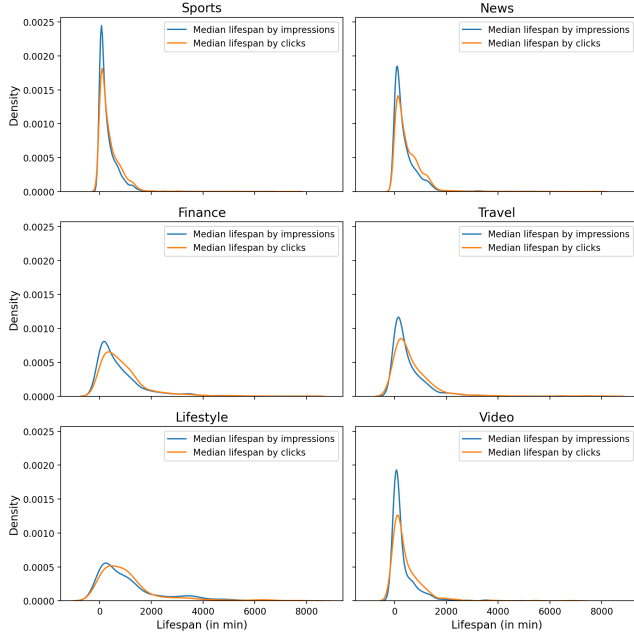 Sports
News
0.0025
0.0020
0.0015
0.0010
0.0005
0.0000
Density
Median lifespan by impressions
Median lifespan by clicks
Median lifespan by impressions
Median lifespan by clicks
Finance
Travel
0.0025
0.0020
0.0015
0.0010
0.0005
0.0000
Density
Median lifespan by impressions
Median lifespan by clicks
Median lifespan by impressions
Median lifespan by clicks
Lifestyle
Video
0.0025
0.0020
0.0015
0.0010
0.0005
0.0000
Density
Median lifespan by impressions
Median lifespan by clicks
Median lifespan by impressions
Median lifespan by clicks
0 2000 4000 6000 8000
0 2000 4000 6000 8000
Lifespan (in min)
Lifespan (in min)